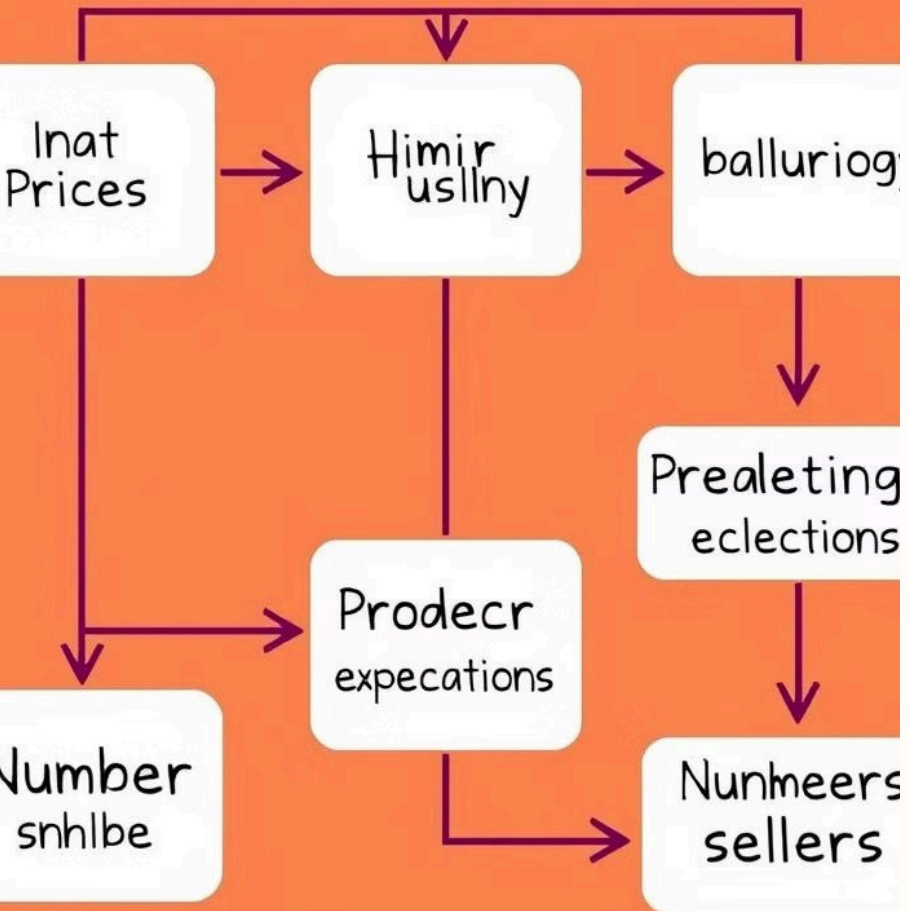 Inat
Prices
Himir
usllny
balluriog
Prealeting
eclections
Prodecr
expecations
Number
snhlbe
Nunmeers
sellers